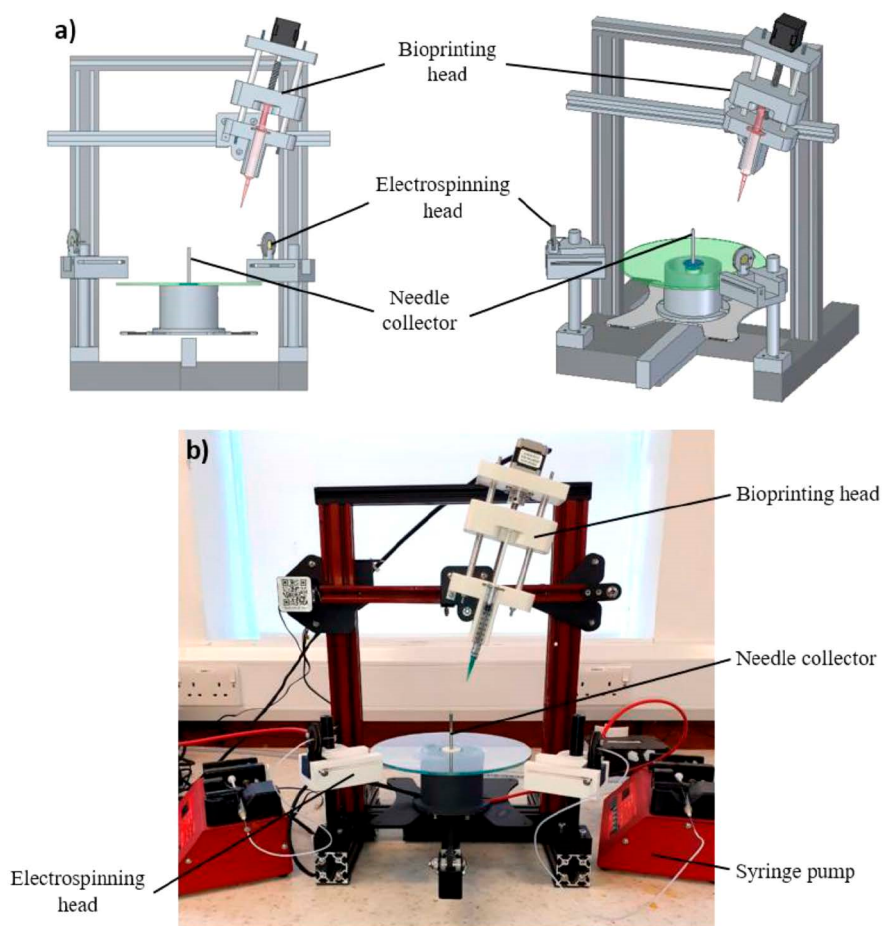 a)
Bioprinting
head
Electrospinning
head
Needle
collector
b)
Bioprinting head
Needle collector
Electrospinning
head
Syringe pump